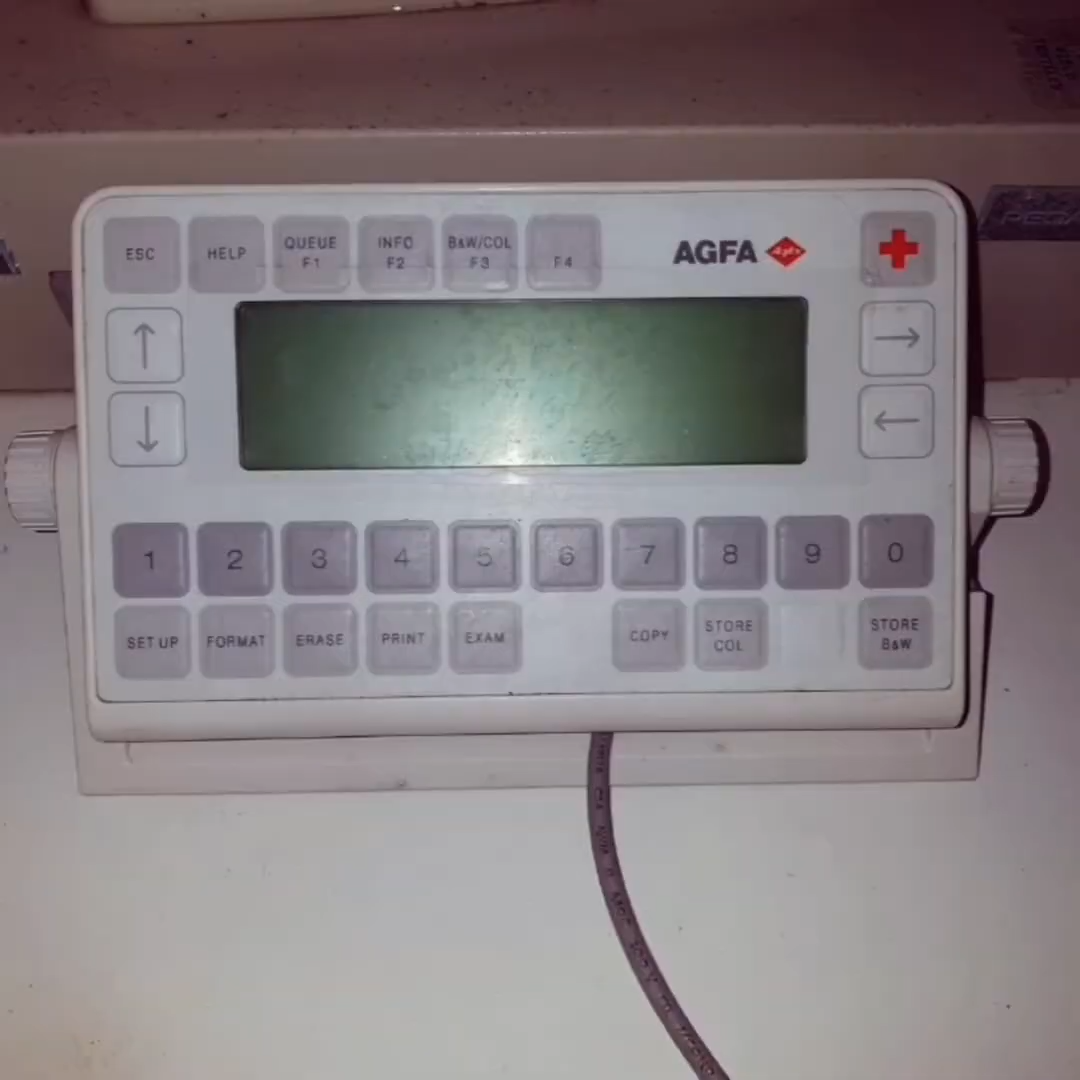 ESC
HELP
QUEUE
F1
INFO
F2
B&W/COL
F3
F4
AGFA
Agfa
↑
→
↓
←
1 2 3 4 5 6 7 8 9 0
SET UP
FORMAT
ERASE
PRINT
EXAM
COPY
STORE
COL
STORE
B&W